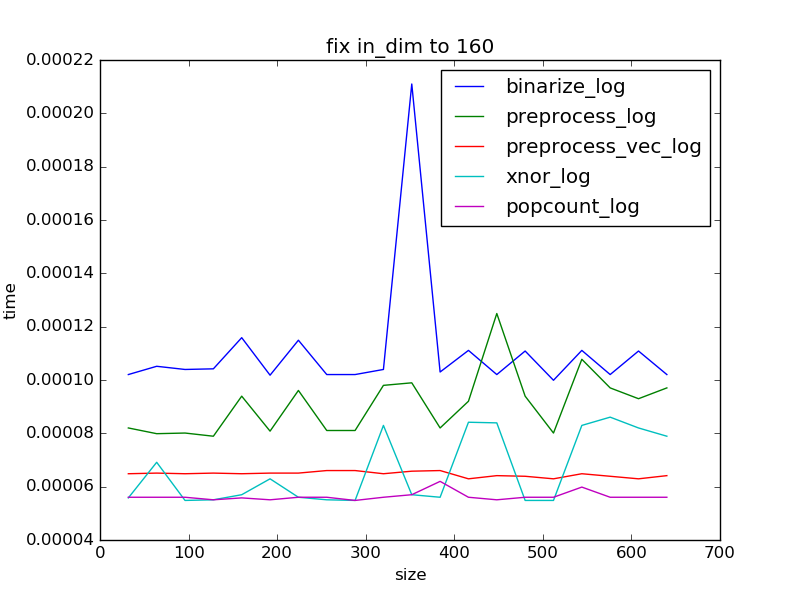 fix in_dim to 160
0.00022
0.00020
0.00018
0.00016
0.00014
0.00012
0.00010
0.00008
0.00006
0.00004
time
binarize_log
preprocess_log
preprocess_vec_log
xnor_log
popcount_log
0 100 200 300 400 500 600 700
size